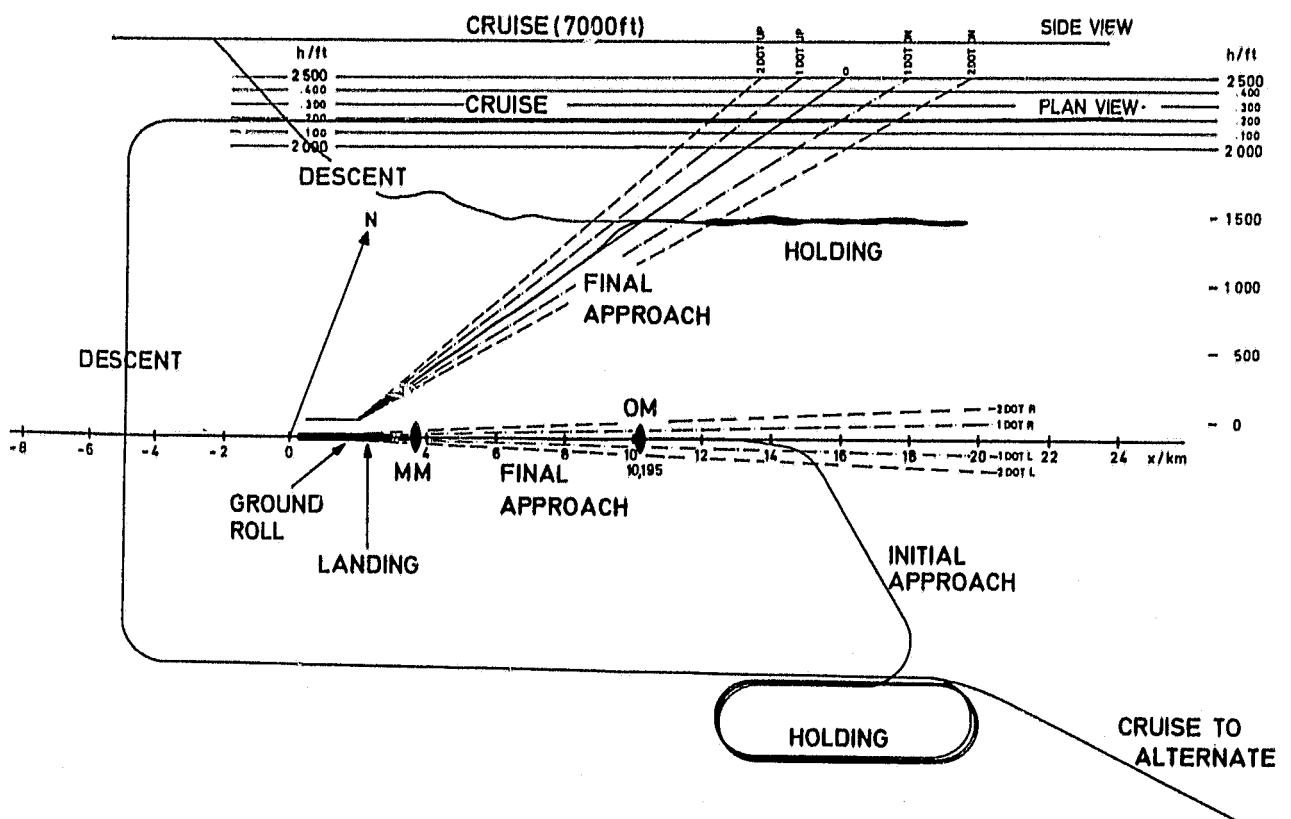 CRUISE (7000ft)
SIDE VIEW
2 DOT UP
1 DOT UP
0
1 DOT DN
2 DOT DN
h/ft
h/ft
2500
2500
.400
.400
.300
CRUISE
PLAN VIEW
.300
.200
.200
.100
.100
2000
2000
DESCENT
N
1500
HOLDING
FINAL
APPROACH
1000
DESCENT
500
OM
2 DOT R
1 DOT R
0
-8 -6 -4 -2 0 4 6 8 10 12 14 16 18 20 22 24 x/km
10,195
1 DOT L
2 DOT L
MM
FINAL
APPROACH
GROUND
ROLL
LANDING
INITIAL
APPROACH
HOLDING
CRUISE TO
ALTERNATE